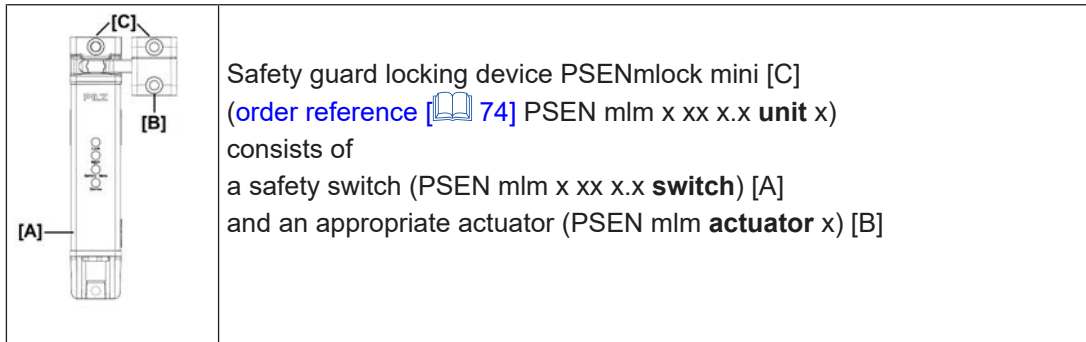 [C]
PILZ
[B]
[A]
Safety guard locking device PSENmlock mini [C]
(order reference [ 74] PSEN mlm x xx x.x unit x)
consists of
a safety switch (PSEN mlm x xx x.x switch) [A]
and an appropriate actuator (PSEN mlm actuator x) [B]